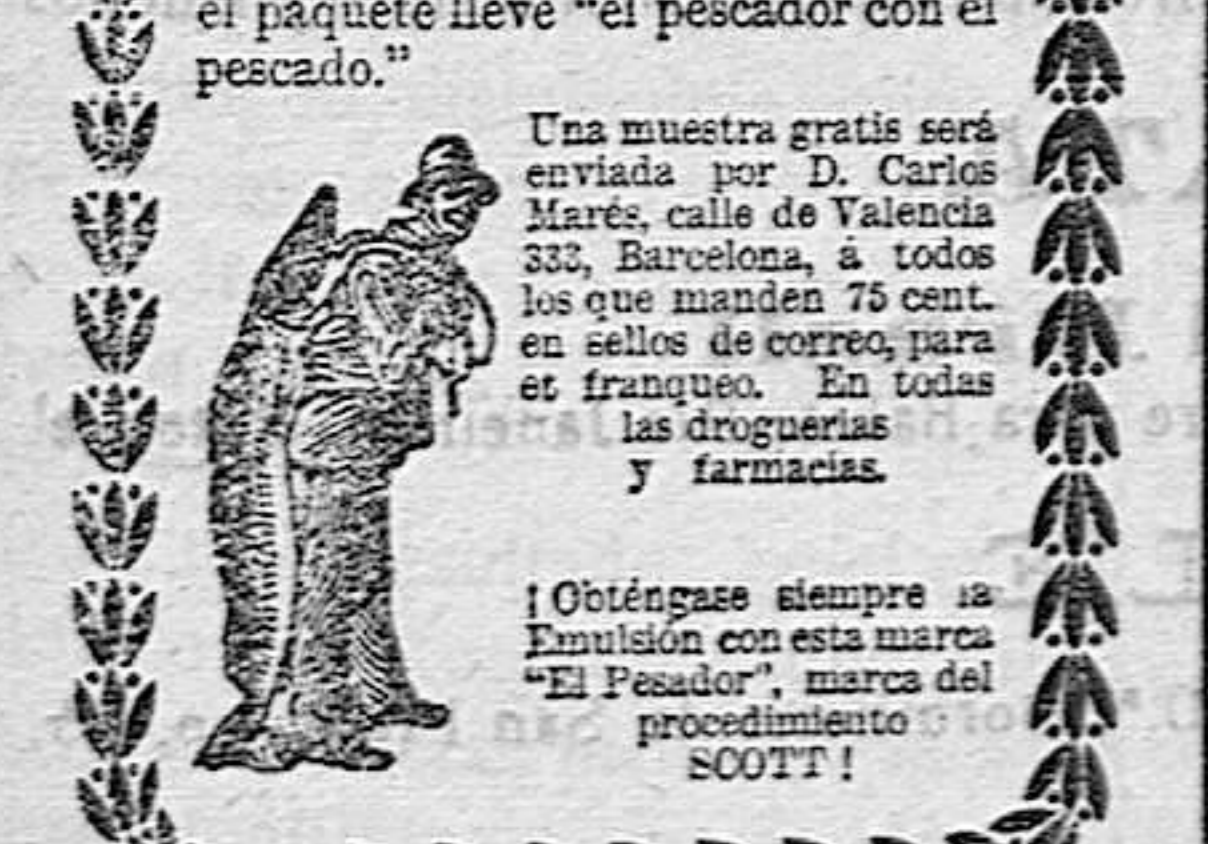 el paquete lleve "el pescador con el
pescado."
Una muestra gratis será
enviada por D. Carlos
Marés, calle de Valencia
333, Barcelona, á todos
los que manden 75 cent.
en sellos de correo, para
et franqueo. En todas
las droguerias
y farmacias.
¡Obténgase siempre la
Emulsión con esta marca
"El Pesador", marca del
procedimiento
SCOTT!